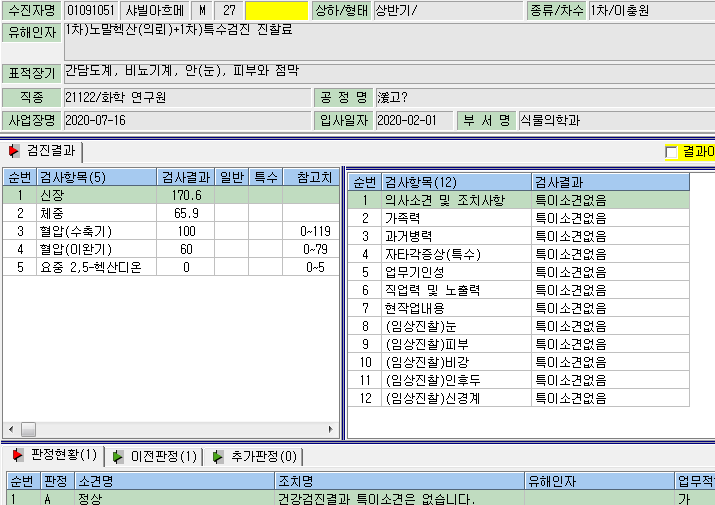 수진자명 01091051 샤빌아흐메 M 27 상하/형태 상반기/ 종류/차수 1차/이충원
유해인자 1차)노말헥산(의뢰)+1차)특수검진 진찰료
표적장기 간담도계, 비뇨기계, 안(눈), 피부와 점막
직종 21122/화학 연구원 공 정 명
사업장명 2020-07-16 입사일자 2020-02-01 부 서 명 식물의학과
검진결과 결과
순번 검사항목(5) 검사결과 일반 특수 참고치
1 신장 170.6
2 체중 65.9
3 혈압(수축기) 100 0~119
4 혈압(이완기) 60 0~79
5 요중 2,5-헥산디온 0 0~5
순번 검사항목(12) 검사결과
1 의사소견 및 조치사항 특이소견없음
2 가족력 특이소견없음
3 과거병력 특이소견없음
4 자타각증상(특수) 특이소견없음
5 업무기인성 특이소견없음
6 직업력 및 노출력 특이소견없음
7 현작업내용 특이소견없음
8 (임상진찰)눈 특이소견없음
9 (임상진찰)피부 특이소견없음
10 (임상진찰)비강 특이소견없음
11 (임상진찰)인후두 특이소견없음
12 (임상진찰)신경계 특이소견없음
판정현황(1) 이전판정(1) 추가판정(0)
순번 판정 소견명 조치명 유해인자 업무적
1 A 정상 건강검진결과 특이소견은 없습니다. 가